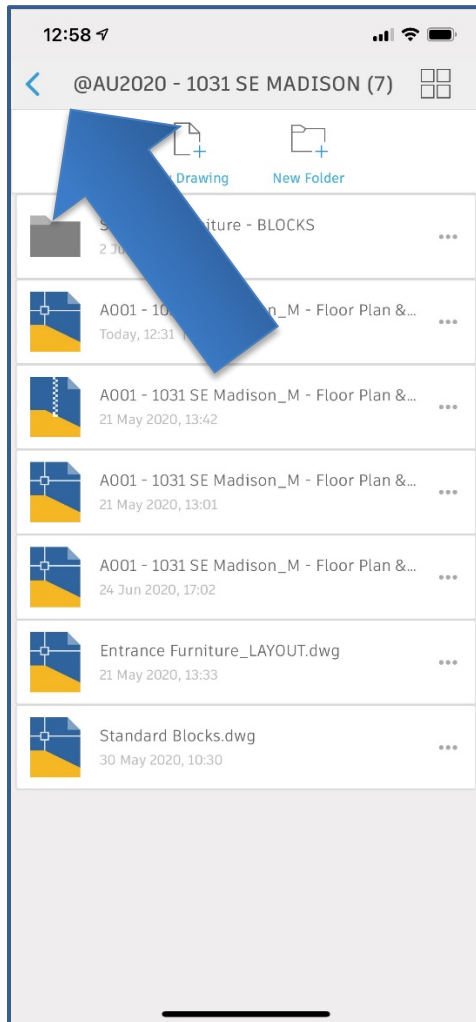 12:58
@AU2020 - 1031 SE MADISON (7)
Drawing
New Folder
- BLOCKS
A001 - - Floor Plan &...
Today, 12:31
A001 - 1031 SE Madison_M - Floor Plan &...
21 May 2020, 13:42
A001 - 1031 SE Madison_M - Floor Plan &...
21 May 2020, 13:01
A001 - 1031 SE Madison_M - Floor Plan &...
24 Jun 2020, 17:02
Entrance Furniture_LAYOUT.dwg
21 May 2020, 13:33
Standard Blocks.dwg
30 May 2020, 10:30